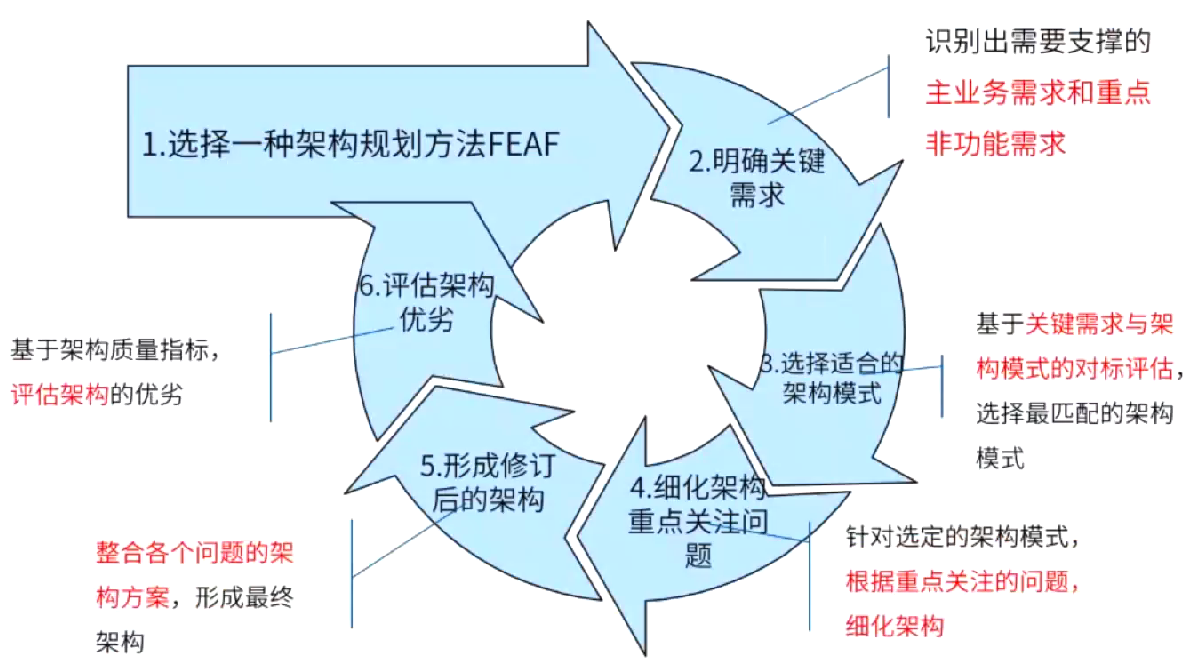 1.选择一种架构规划方法FEAF
2.明确关键
需求
识别出需要支撑的
主业务需求和重点
非功能需求
3.选择适合的
架构模式
基于关键需求与架
构模式的对标评估，
选择最匹配的架构
模式
4.细化架构
重点关注问
题
针对选定的架构模式，
根据重点关注的问题，
细化架构
5.形成修订
后的架构
整合各个问题的架
构方案，形成最终
架构
6.评估架构
优劣
基于架构质量指标，
评估架构的优劣